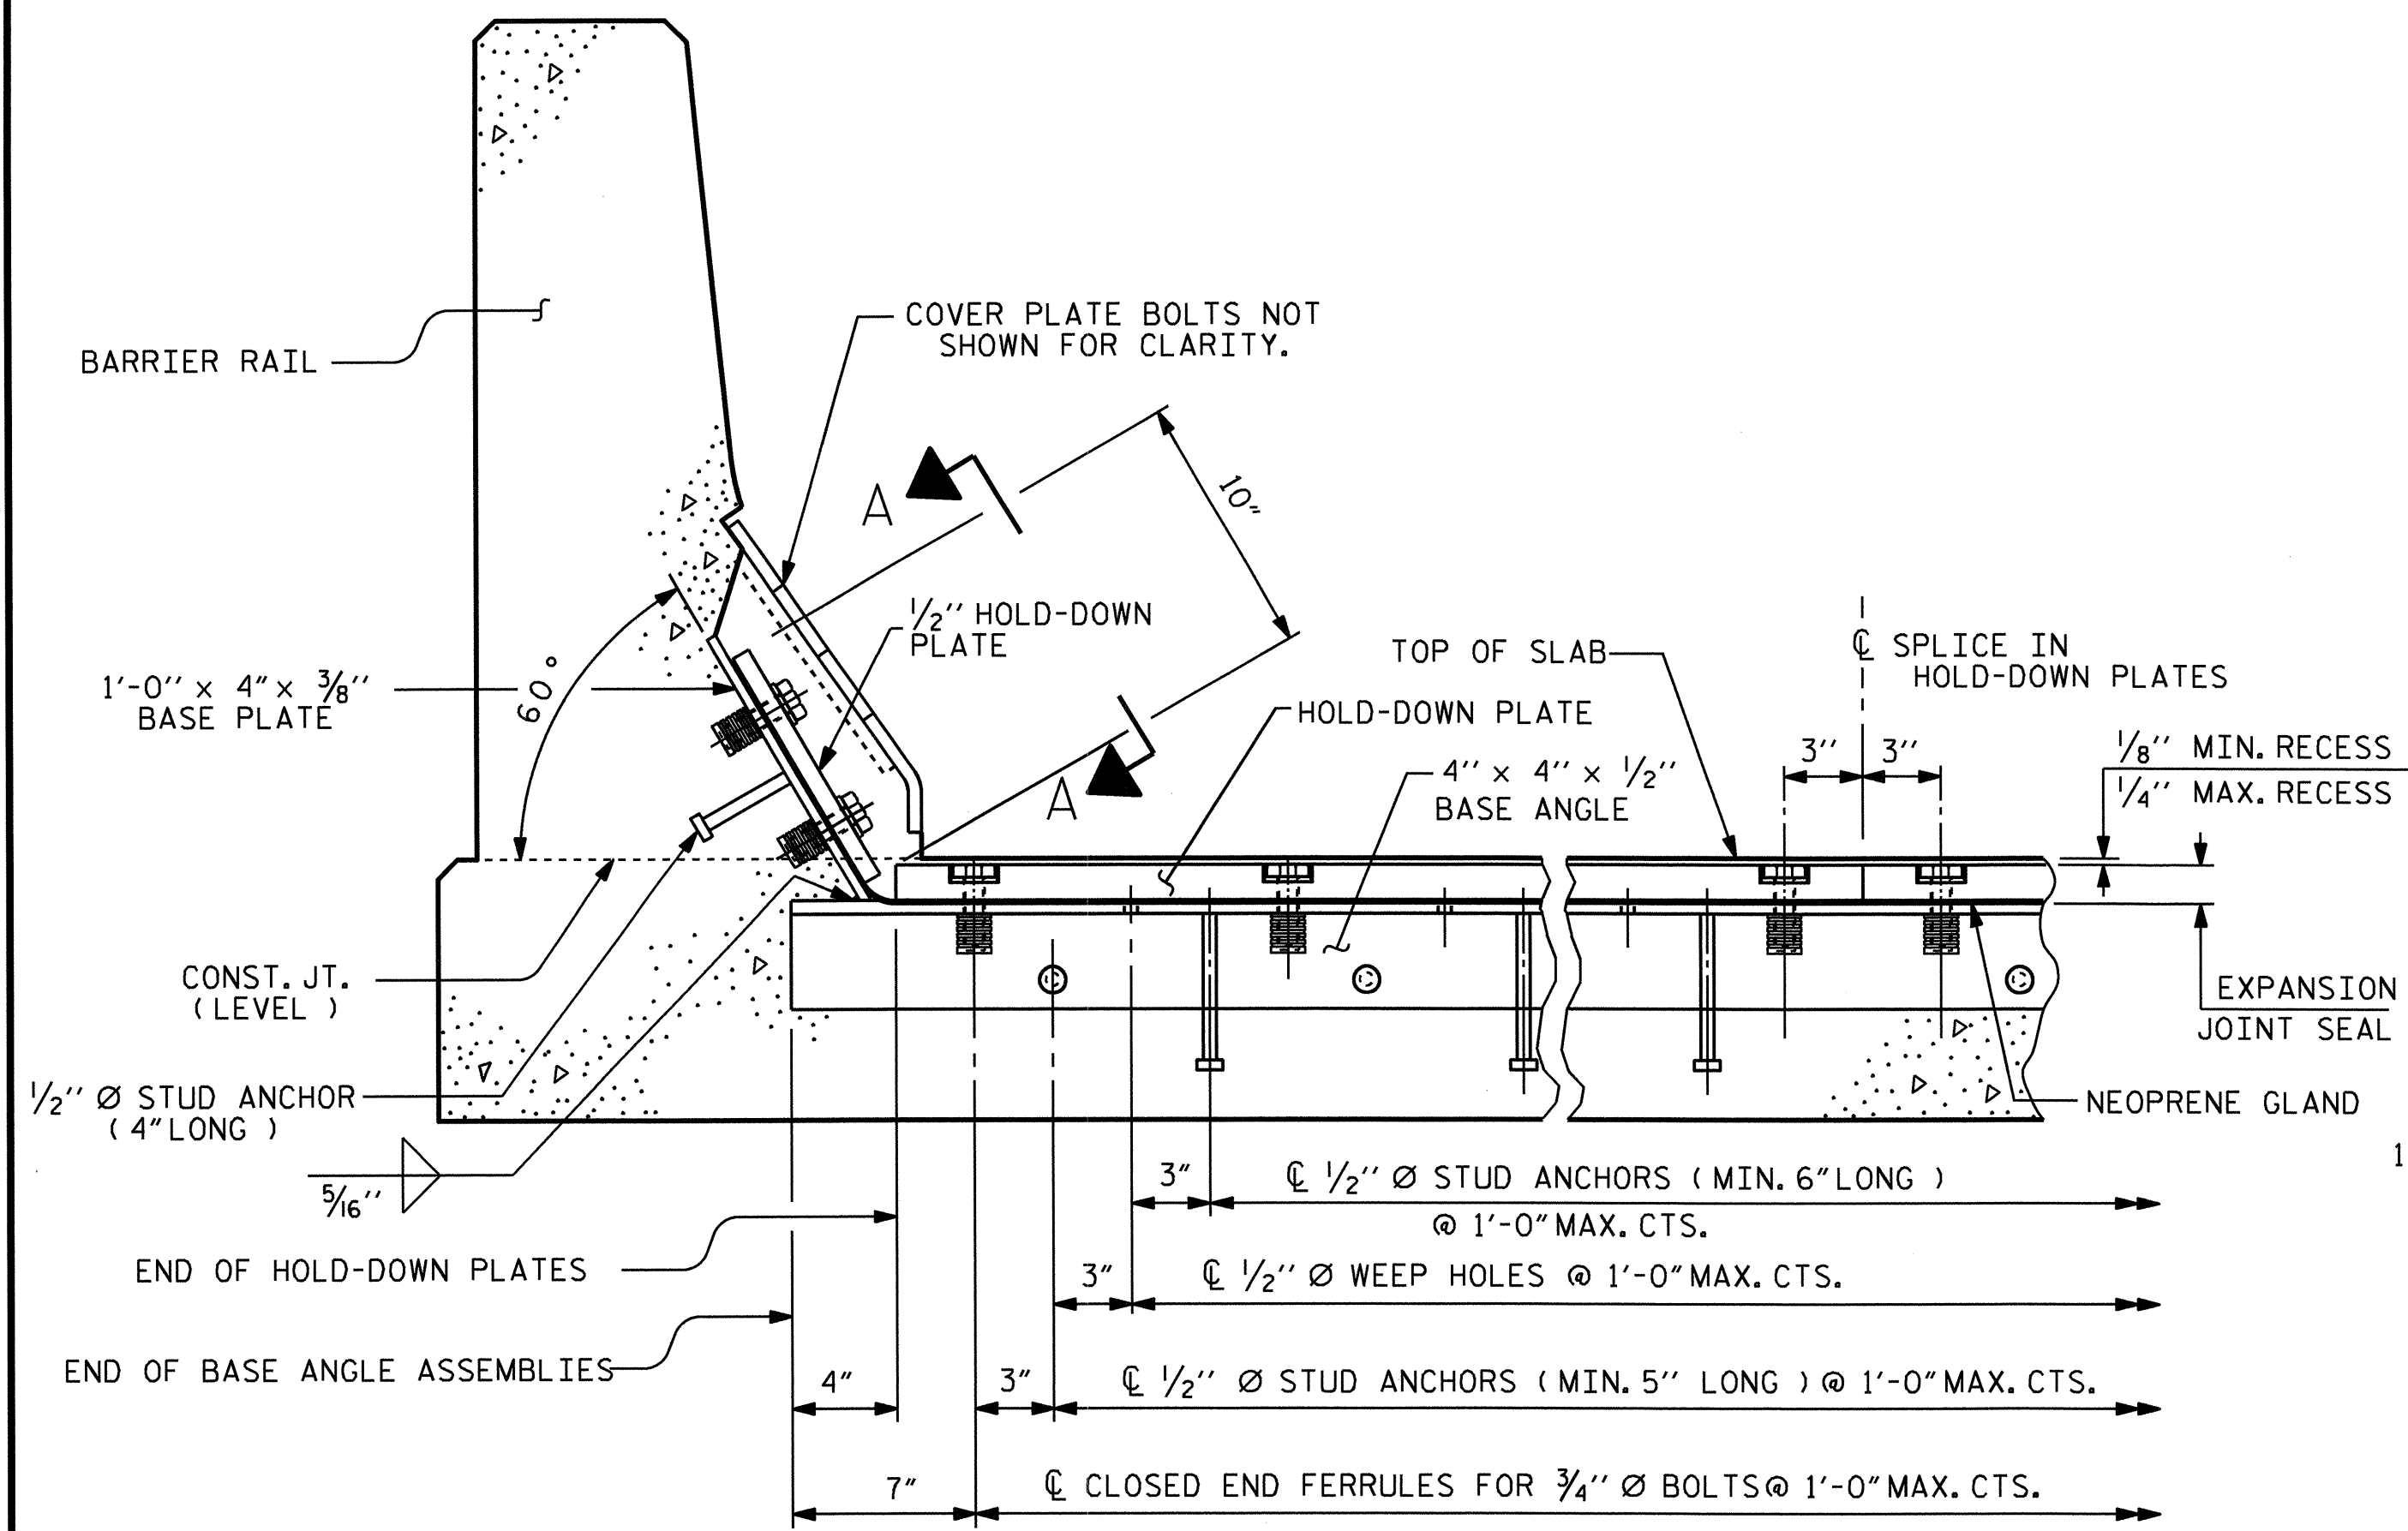 COVER PLATE BOLTS NOT
SHOWN FOR CLARITY.
BARRIER RAIL
A
10"
1/2" HOLD-DOWN
PLATE
TOP OF SLAB
℄ SPLICE IN
HOLD-DOWN PLATES
1'-0" x 4" x 3/8"
BASE PLATE
60°
HOLD-DOWN PLATE
3"
3"
1/8" MIN. RECESS
1/4" MAX. RECESS
4" x 4" x 1/2"
BASE ANGLE
A
CONST. JT.
( LEVEL )
EXPANSION
JOINT SEAL
1/2" Ø STUD ANCHOR
( 4" LONG )
NEOPRENE GLAND
1
5/16"
3"
℄ 1/2" Ø STUD ANCHORS ( MIN. 6" LONG )
@ 1'-0" MAX. CTS.
END OF HOLD-DOWN PLATES
3"
℄ 1/2" Ø WEEP HOLES @ 1'-0" MAX. CTS.
END OF BASE ANGLE ASSEMBLIES
4"
3"
℄ 1/2" Ø STUD ANCHORS ( MIN. 5" LONG ) @ 1'-0" MAX. CTS.
7"
℄ CLOSED END FERRULES FOR 3/4" Ø BOLTS @ 1'-0" MAX. CTS.